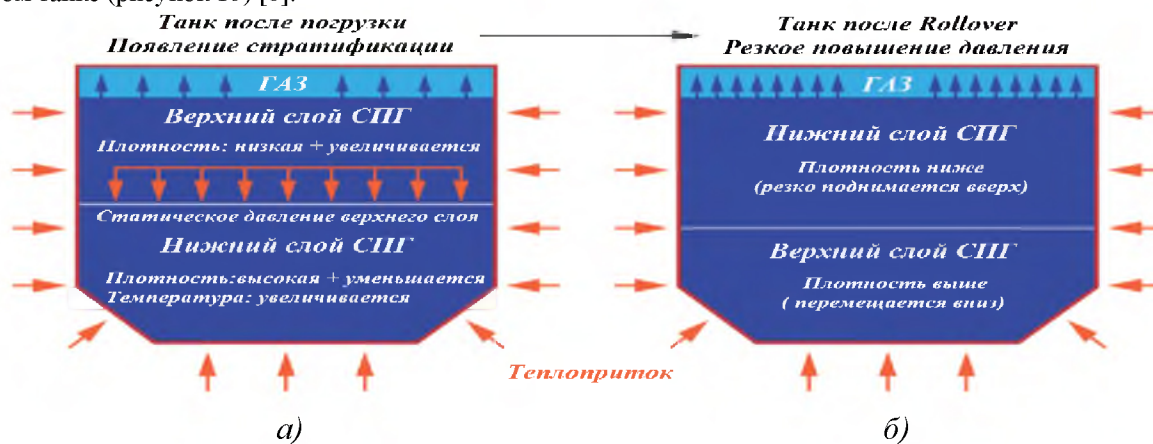 Танк после погрузки
Появление стратификации
Танк после Rollover
Резкое повышение давления
ГАЗ
Верхний слой СПГ
Плотность: низкая + увеличивается
Статическое давление верхнего слоя
Нижний слой СПГ
Плотность:высокая + уменьшается
Температура: увеличивается
ГАЗ
Нижний слой СПГ
Плотность ниже
(резко поднимается вверх)
Верхний слой СПГ
Плотность выше
( перемещается вниз)
Теплоприток
а)
б)